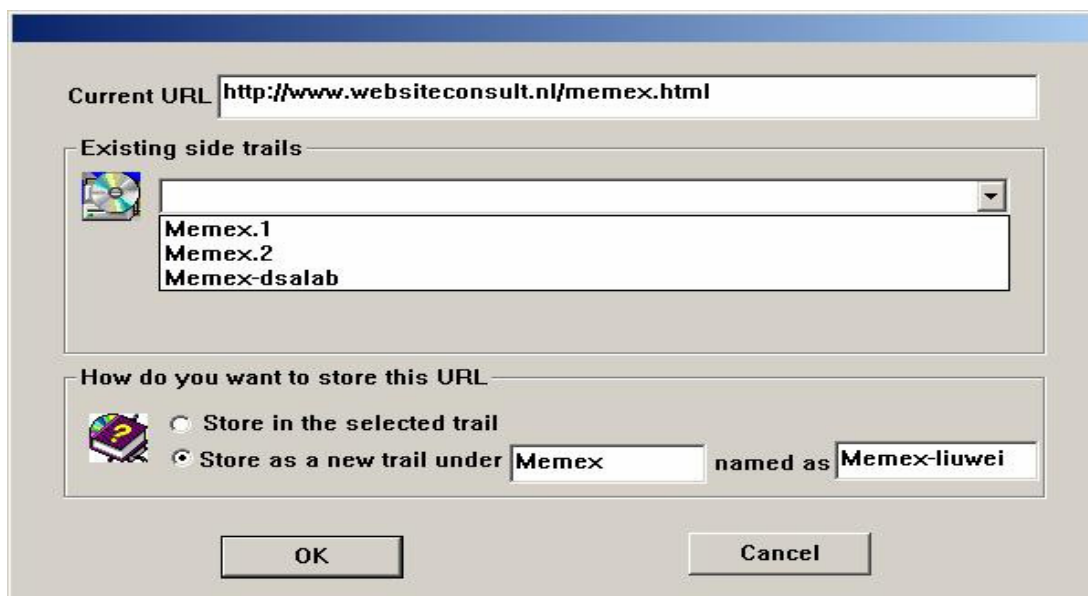 Current URL http://www.websiteconsult.nl/memex.html
Existing side trails
Memex.1
Memex.2
Memex-dsalab
How do you want to store this URL
Store in the selected trail
Store as a new trail under Memex named as Memex-liuwei
OK Cancel